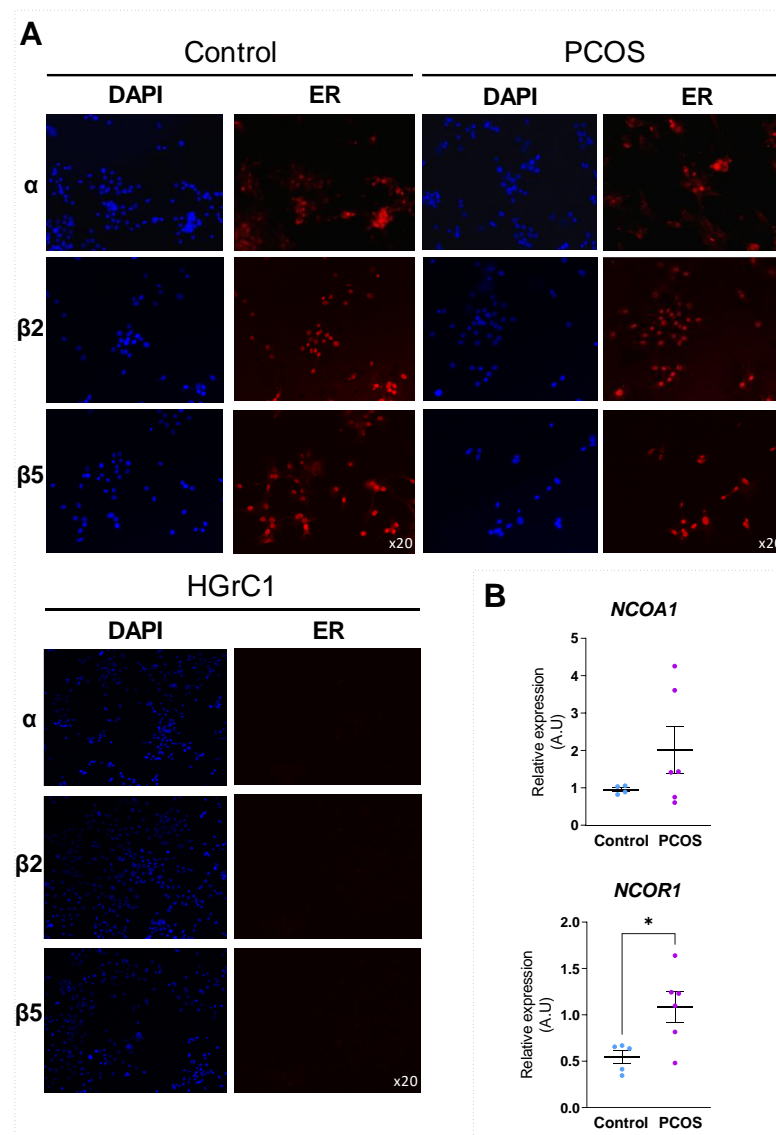 A
Control PCOS
DAPI ER DAPI ER
α
β2
β5
x20 x20
HGrC1
DAPI ER
α
β2
β5
x20
B
NCOA1
Relative expression
(A.U)
5
4
3
2
1
0
Control PCOS
NCOR1
*
Relative expression
(A.U)
2.0
1.5
1.0
0.5
0.0
Control PCOS